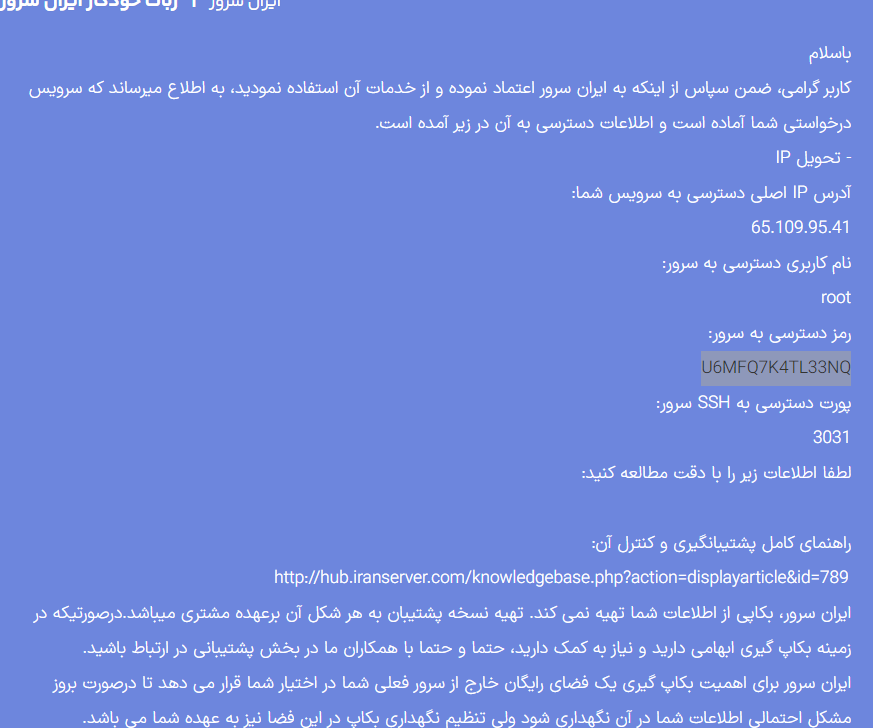 ایران سرور | ربات خودکار ایران سرور
باسلام
کاربر گرامی، ضمن سپاس از اینکه به ایران سرور اعتماد نموده و از خدمات آن استفاده نمودید، به اطلاع میرساند که سرویس
درخواستی شما آماده است و اطلاعات دسترسی به آن در زیر آمده است.
- تحویل IP
آدرس IP اصلی دسترسی به سرویس شما:
65.109.95.41
نام کاربری دسترسی به سرور:
root
رمز دسترسی به سرور:
U6MFQ7K4TL33NQ
پورت دسترسی به SSH سرور:
3031
لطفا اطلاعات زیر را با دقت مطالعه کنید:
راهنمای کامل پشتیبانگیری و کنترل آن:
http://hub.iranserver.com/knowledgebase.php?action=displayarticle&id=789
ایران سرور، بکاپی از اطلاعات شما تهیه نمی کند. تهیه نسخه پشتیبان به هر شکل آن برعهده مشتری میباشد.درصورتیکه در
زمینه بکاپ گیری ابهامی دارید و نیاز به کمک دارید، حتما و حتما با همکاران ما در بخش پشتیبانی در ارتباط باشید.
ایران سرور برای اهمیت بکاپ گیری یک فضای رایگان خارج از سرور فعلی شما در اختیار شما قرار می دهد تا درصورت بروز
مشکل احتمالی اطلاعات شما در آن نگهداری شود ولی تنظیم نگهداری بکاپ در این فضا نیز به عهده شما می باشد.